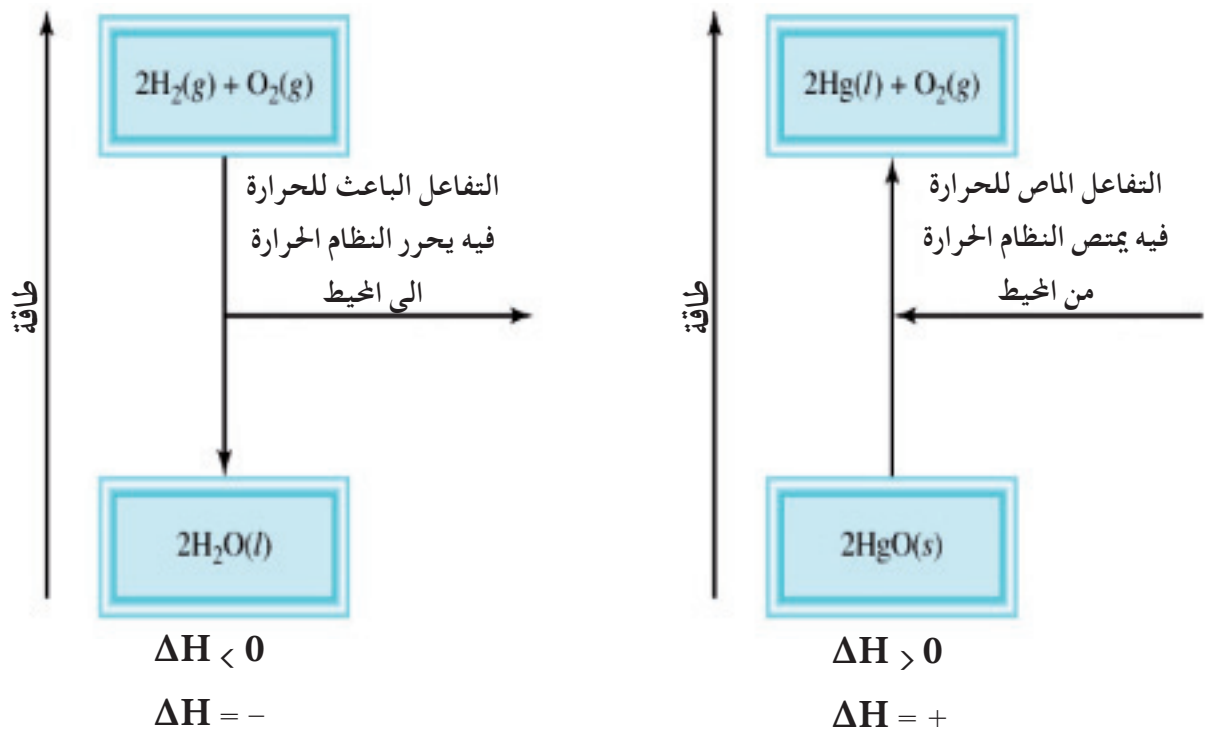 2H₂(g) + O₂(g)
التفاعل الباعث للحرارة
فيه يحرر النظام الحرارة
الى المحيط
طاقة
2H₂O(l)
ΔH < 0
ΔH = −
2Hg(l) + O₂(g)
التفاعل الماص للحرارة
فيه يمتص النظام الحرارة
من المحيط
طاقة
2HgO(s)
ΔH > 0
ΔH = +